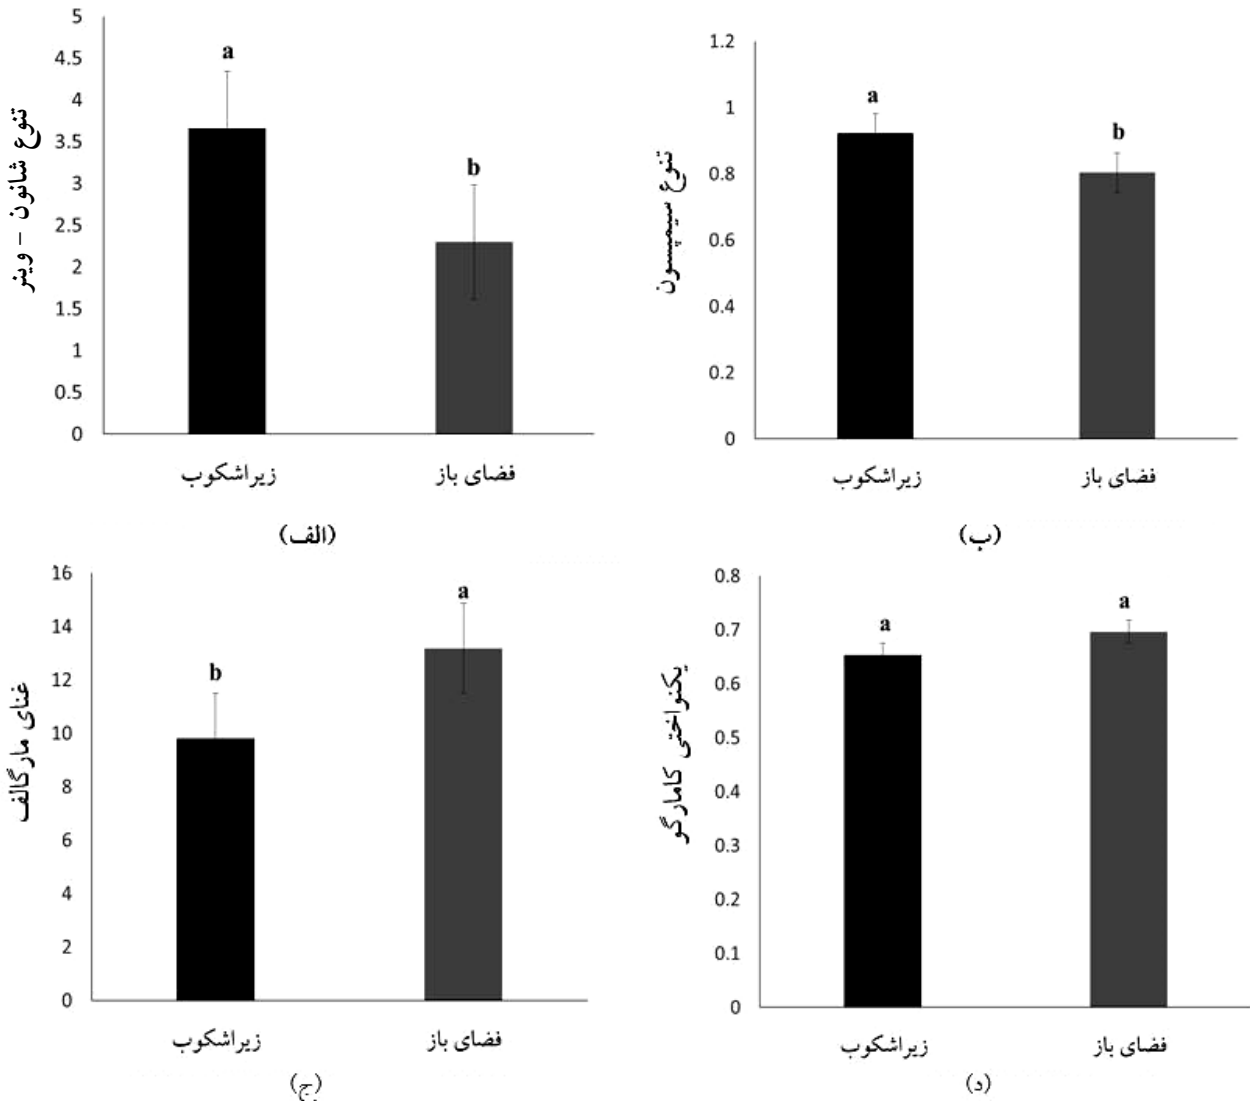 تنوع شانون - وینر
5
4.5
4
3.5
3
2.5
2
1.5
1
0.5
0
a
b
زیراشکوب
فضای باز
(الف)
تنوع سیمپسون
1.2
1
0.8
0.6
0.4
0.2
0
a
b
زیراشکوب
فضای باز
(ب)
غنای مارگالف
16
14
12
10
8
6
4
2
0
b
a
زیراشکوب
فضای باز
(ج)
یکنواختی کامارگو
0.8
0.7
0.6
0.5
0.4
0.3
0.2
0.1
0
a
a
زیراشکوب
فضای باز
(د)